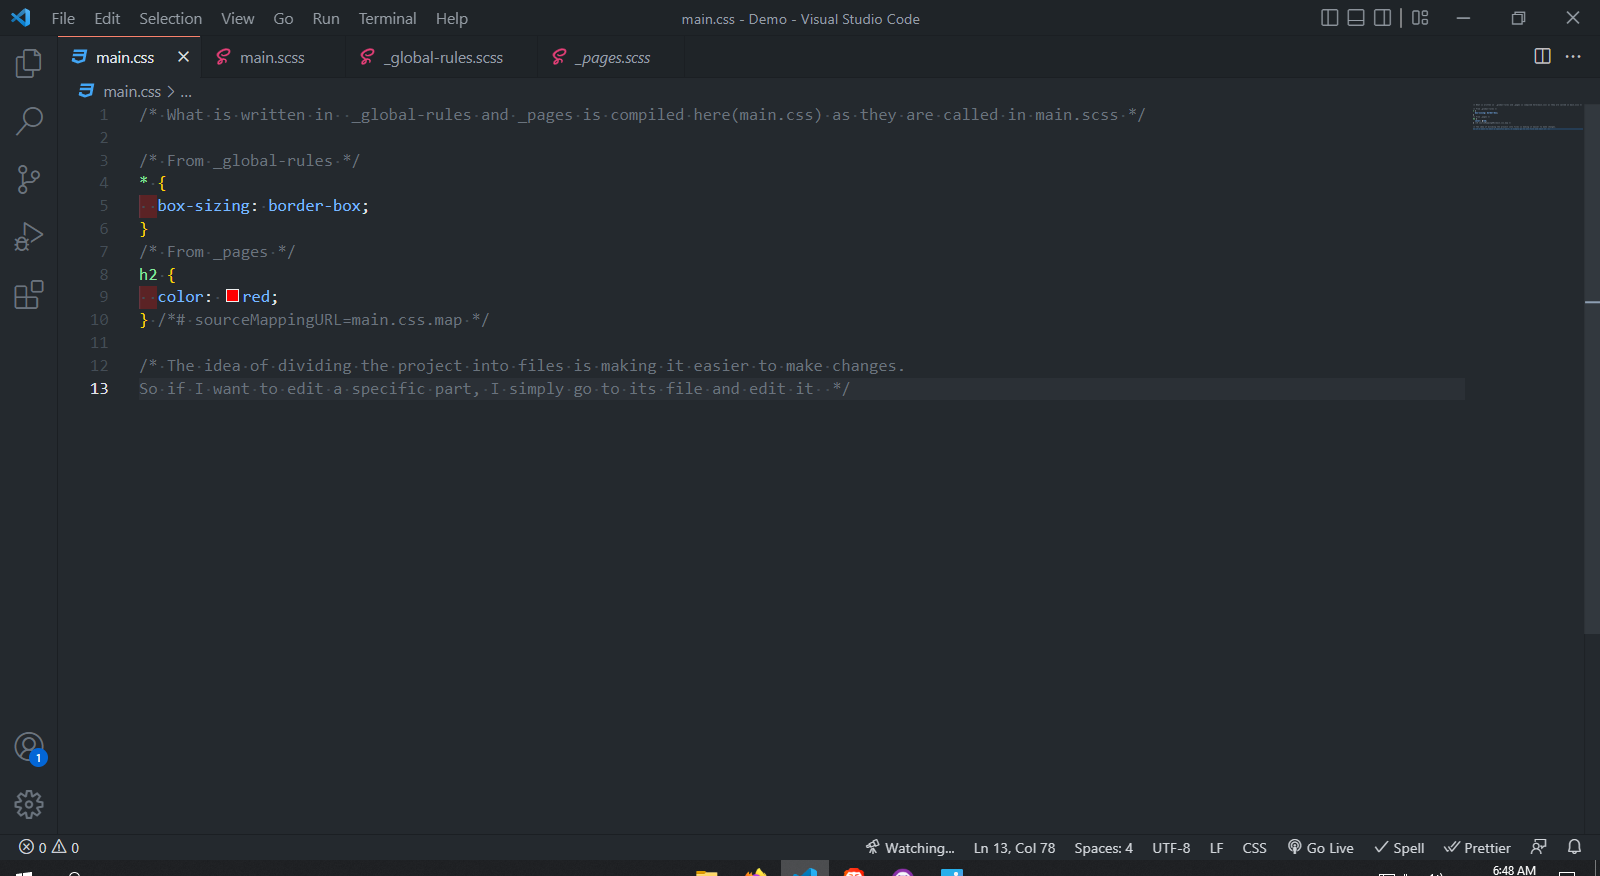 File Edit Selection View Go Run Terminal Help
main.css - Demo - Visual Studio Code
main.css main.scss _global-rules.scss _pages.scss
main.css > ...
1 /* What is written in  _global-rules and _pages is compiled here(main.css) as they are called in main.scss */
2
3 /* From _global-rules */
4 * {
5   box-sizing: border-box;
6 }
7 /* From _pages */
8 h2 {
9   color: red;
10 } /*# sourceMappingURL=main.css.map */
11
12 /* The idea of dividing the project into files is making it easier to make changes.
13 So if I want to edit a specific part, I simply go to its file and edit it  */
1
0 0 Watching... Ln 13, Col 78 Spaces: 4 UTF-8 LF CSS Go Live Spell Prettier
6:48 AM